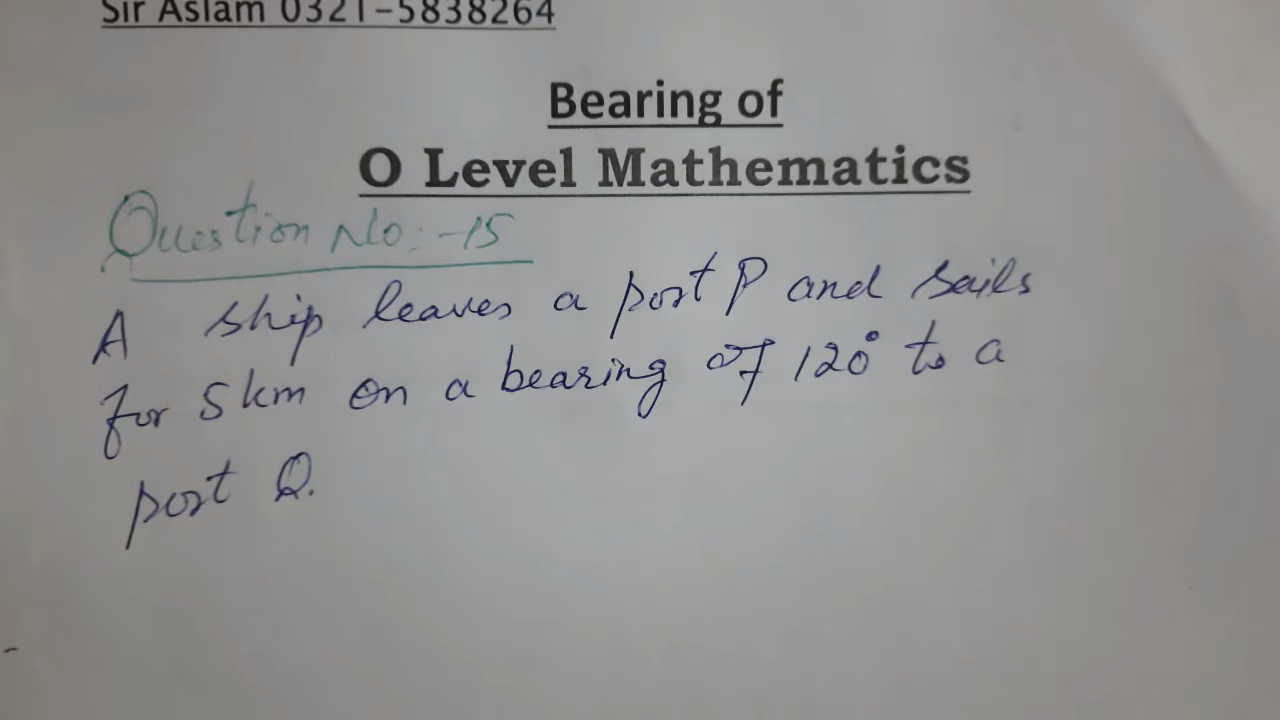 Sir Aslam 0321-5838264
Bearing of
O Level Mathematics
Question No:-15
A ship leaves a port P and sails
for 5km on a bearing of 120° to a
port Q.